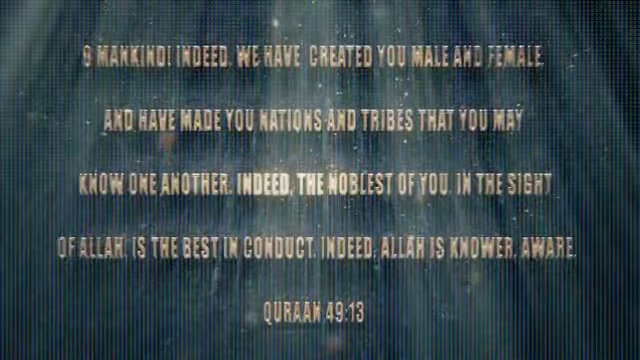 O MANKIND! INDEED, WE HAVE CREATED YOU MALE AND FEMALE,
AND HAVE MADE YOU NATIONS AND TRIBES THAT YOU MAY
KNOW ONE ANOTHER. INDEED, THE NOBLEST OF YOU, IN THE SIGHT
OF ALLAH, IS THE BEST IN CONDUCT. INDEED, ALLAH IS KNOWER, AWARE.
QURAAN 49:13